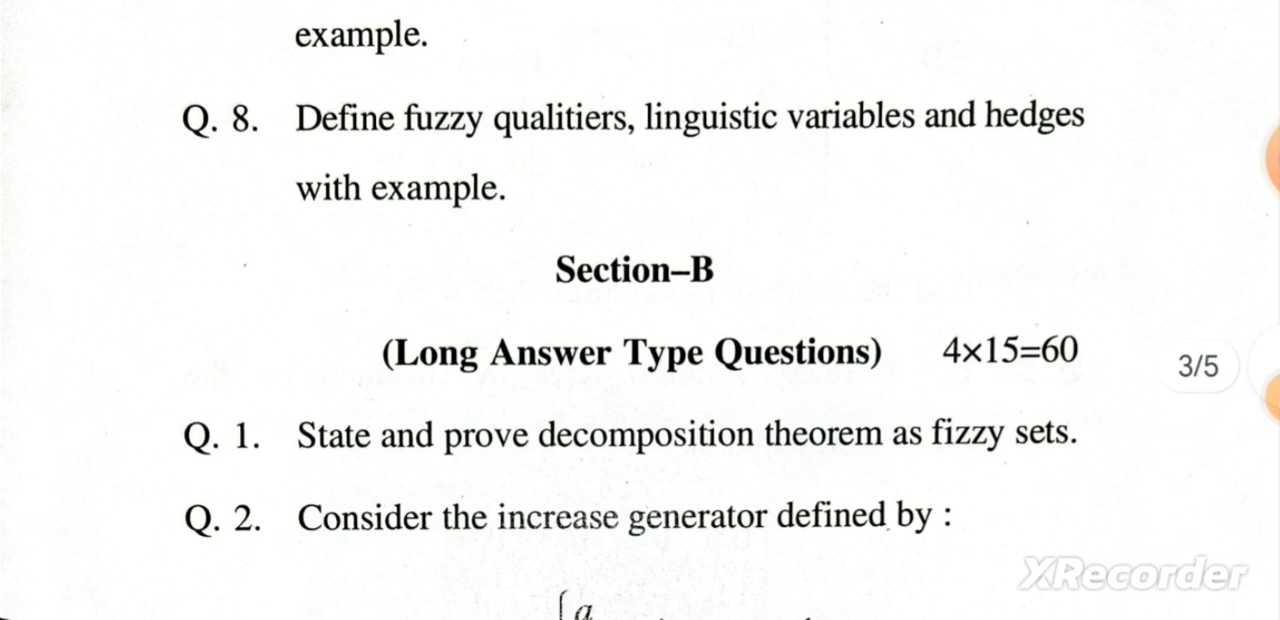 example.
Q. 8. Define fuzzy qualitiers, linguistic variables and hedges
with example.
Section–B
(Long Answer Type Questions) 4×15=60
3/5
Q. 1. State and prove decomposition theorem as fizzy sets.
Q. 2. Consider the increase generator defined by :
XRecorder
a